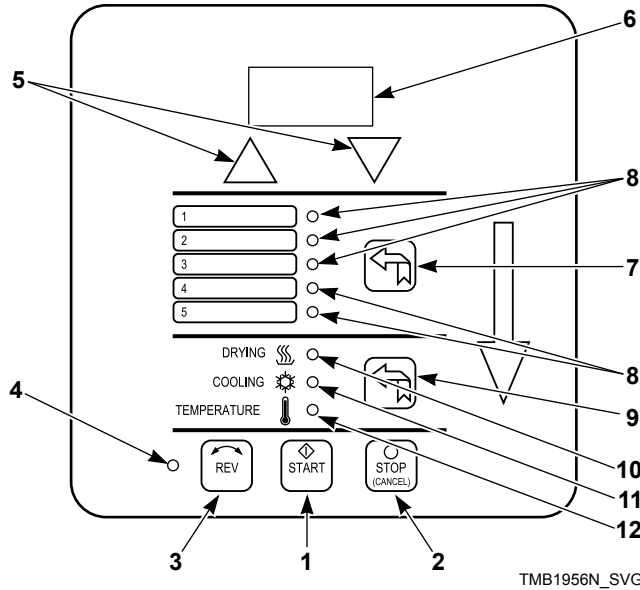 6
5
8
1
2
3
7
4
5
8
DRYING
COOLING
9
TEMPERATURE
4
10
REV
START
STOP
(CANCEL)
11
12
3
1
2
TMB1956N_SVG